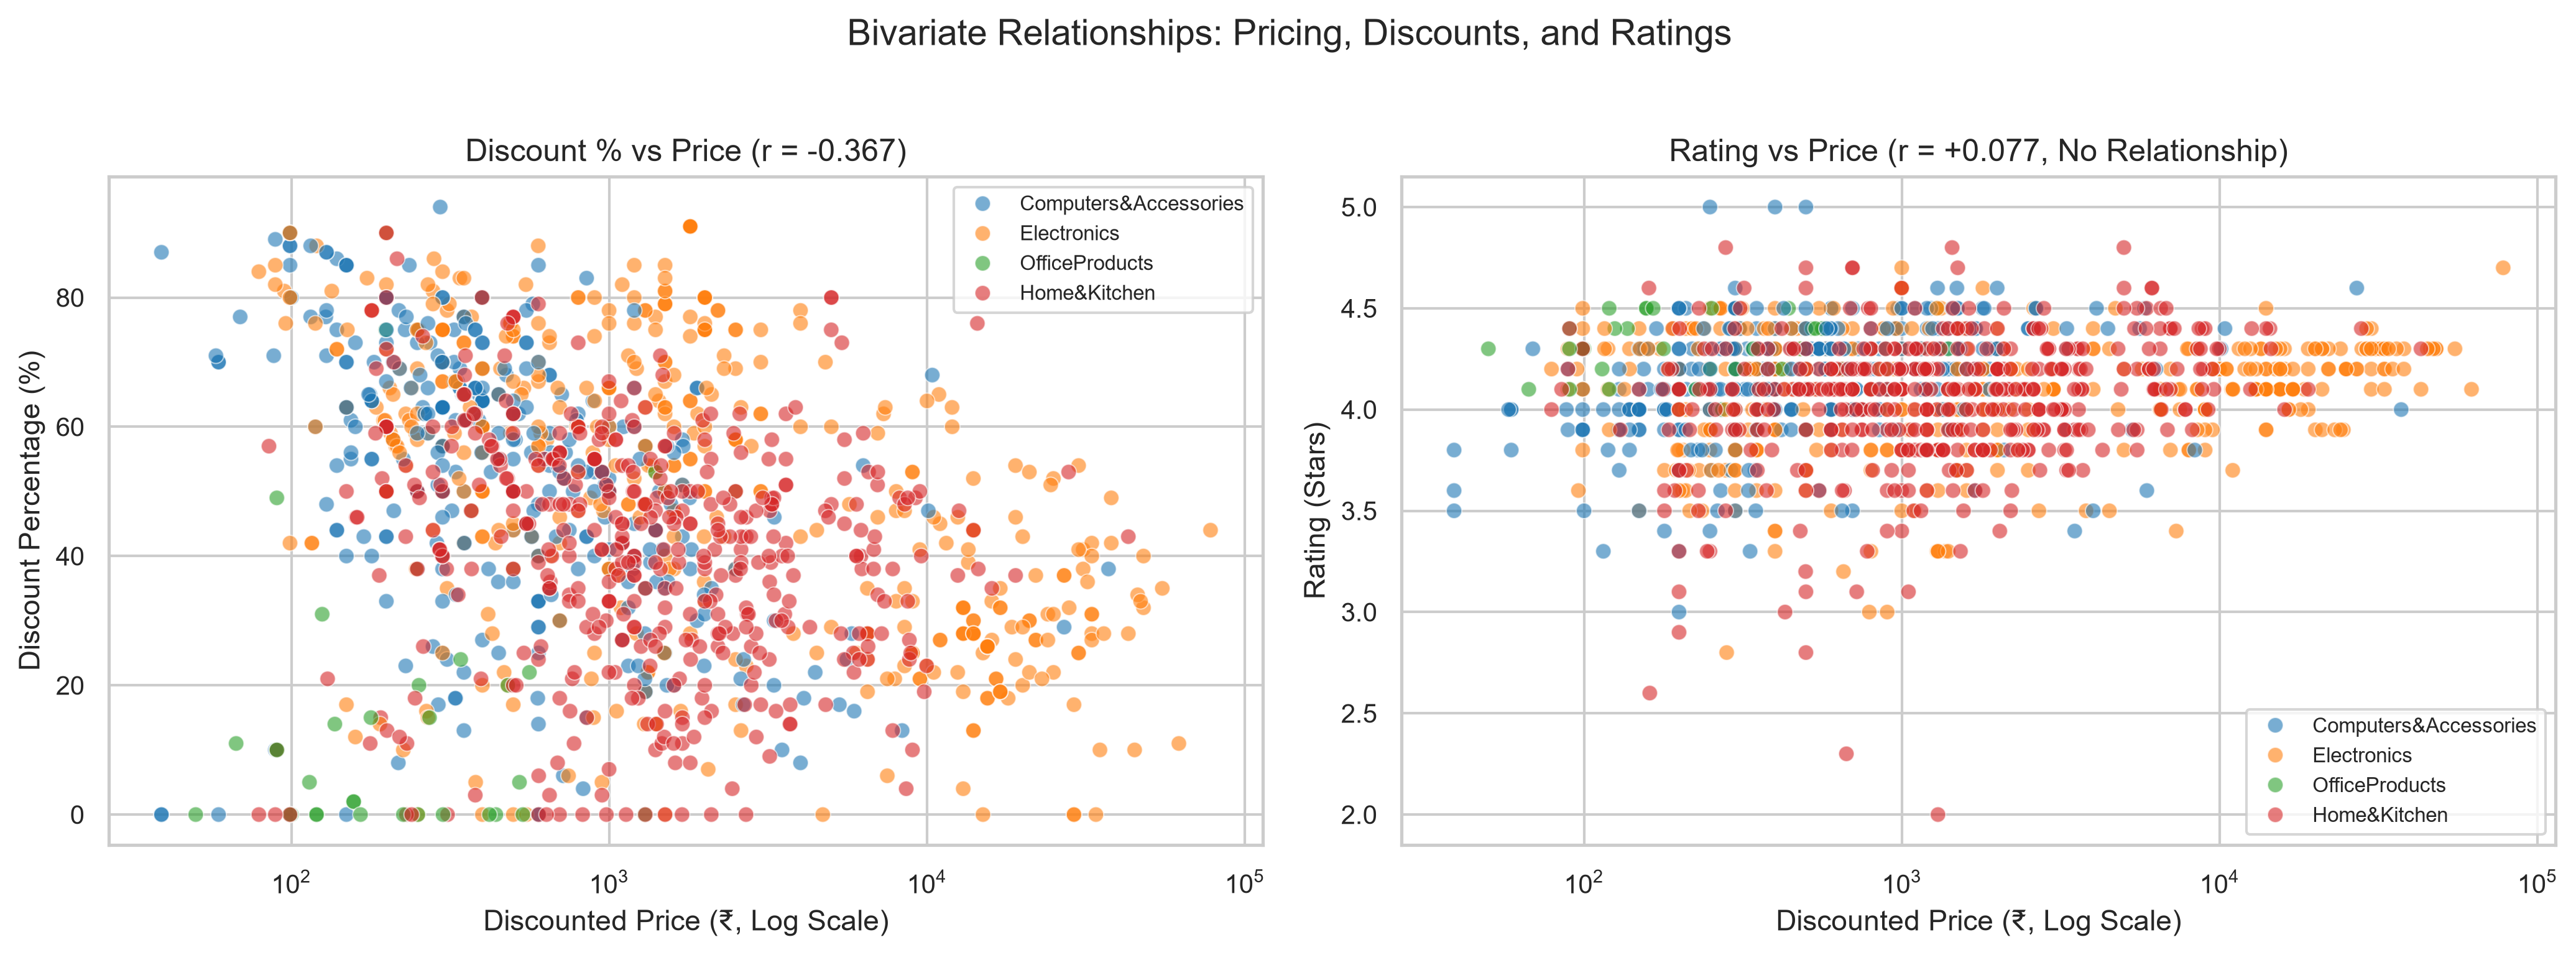 Bivariate Relationships: Pricing, Discounts, and Ratings
Discount % vs Price (r = -0.367)
Discount Percentage (%)
80
60
40
20
0
10²
10³
10⁴
10⁵
Discounted Price (₹, Log Scale)
Computers&Accessories
Electronics
OfficeProducts
Home&Kitchen
Rating vs Price (r = +0.077, No Relationship)
Rating (Stars)
5.0
4.5
4.0
3.5
3.0
2.5
2.0
10²
10³
10⁴
10⁵
Discounted Price (₹, Log Scale)
Computers&Accessories
Electronics
OfficeProducts
Home&Kitchen